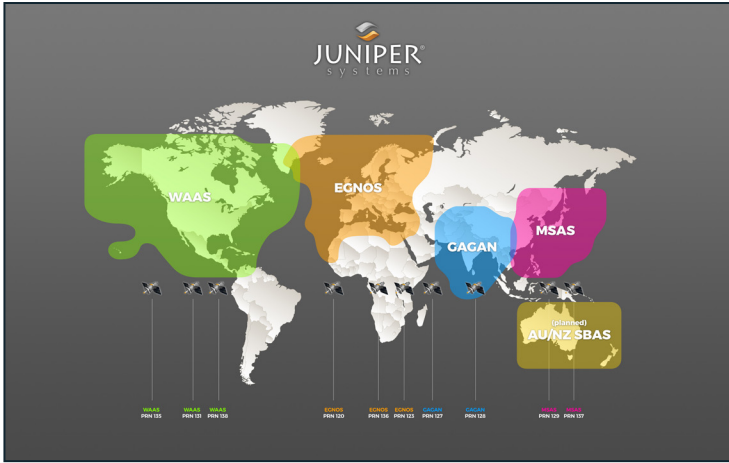 JUNIPER®
systems
WAAS
EGNOS
GAGAN
MSAS
(planned)
AU/NZ SBAS
WAAS
PRN 135
WAAS
PRN 131
WAAS
PRN 138
EGNOS
PRN 120
EGNOS
PRN 136
EGNOS
PRN 123
GAGAN
PRN 127
GAGAN
PRN 128
MSAS
PRN 129
MSAS
PRN 137